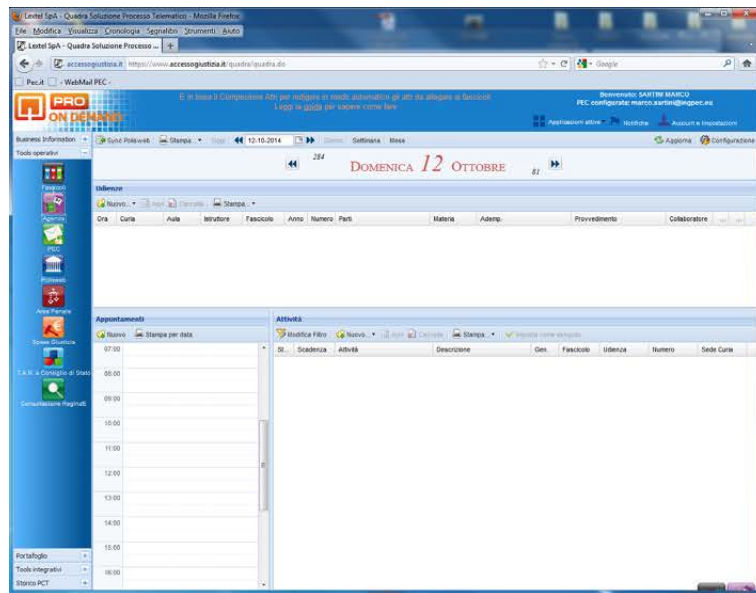 Lextel SpA - Quadra Soluzione Processo Telematico - Mozilla Firefox
File Modifica Visualizza Cronologia Segnalibri Strumenti Aiuto
Lextel SpA - Quadra Soluzione Processo ...
accessogiustizia.it https://www.accessogiustizia.it/quadra/quadra.do
Google
Pec.it - WebMail PEC -
PRO
ON DEMAND
È in linea il Compositore Atti per redigere in modo automatico gli atti da allegare ai fascicoli
Leggi la guida per sapere come fare
Benvenuto: SARTINI MARCO
PEC configurate: marco.sartini@ingpec.eu
Applicazioni attive Notifiche Account e Impostazioni
Business Information
Sync Polisweb Stampa... Oggi 12-10-2014 Giorno Settimana Mese Aggiorna Configurazione
Tools operativi
284 DOMENICA 12 OTTOBRE 81
Fascicoli
Udienze
Nuovo... Apri Cancella Stampa...
Agenda
Ora Curia Aula Istruttore Fascicolo Anno Numero Parti Materia Ademp. Provvedimento Collaboratore ... ...
PEC
Polisweb
Area Penale
Spese Giustizia
T.A.R. e Consiglio di Stato
Consultazione RegindE
Appuntamenti
Nuovo Stampa per data
07:00
08:00
09:00
10:00
11:00
12:00
13:00
14:00
15:00
16:00
Attività
Modifica Filtro Nuovo... Apri Cancella Stampa...
St... Scadenza Attività Descrizione Gen. Fascicolo Udienza Numero Sede Curia
Portafoglio
Tools integrativi
Storico PCT